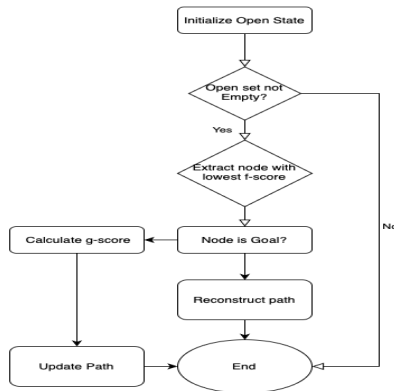 Initialize Open State
Open set not
Empty?
Yes
Extract node with
lowest f-score
No
Calculate g-score
Node is Goal?
Reconstruct path
Update Path
End